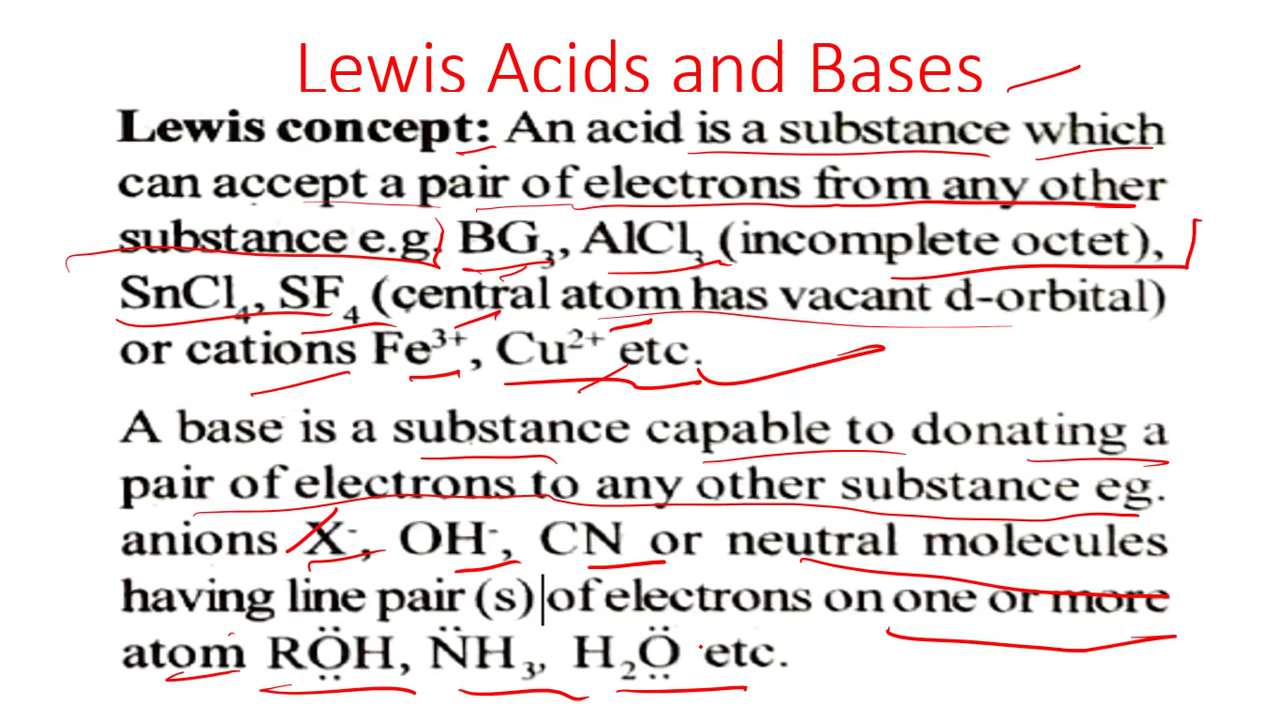 Lewis Acids and Bases
Lewis concept: An acid is a substance which
can accept a pair of electrons from any other
substance e.g. BG₃, AlCl₃ (incomplete octet),
SnCl₄, SF₄ (central atom has vacant d-orbital)
or cations Fe³⁺, Cu²⁺ etc.
A base is a substance capable to donating a
pair of electrons to any other substance eg.
anions X⁻, OH⁻, CN or neutral molecules
having line pair (s) of electrons on one or more
atom RÖH, N̈H₃, H₂Ö etc.